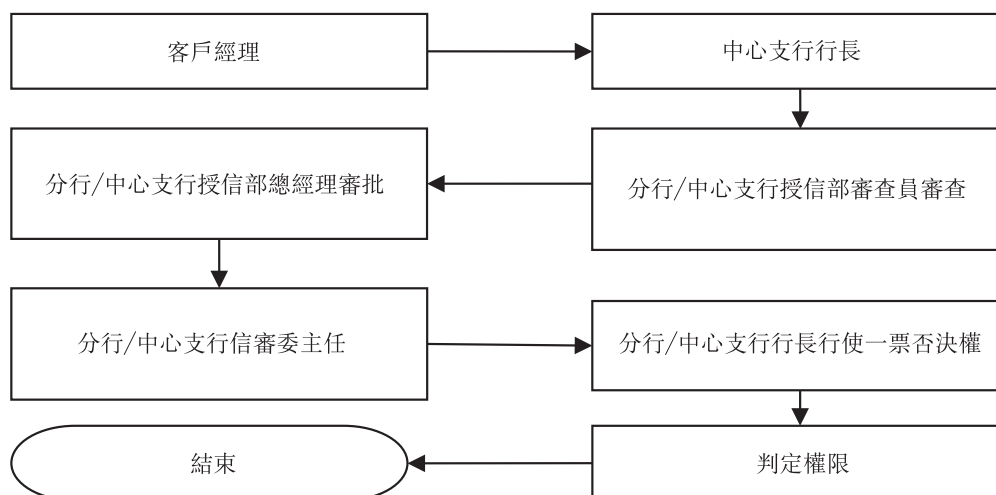 客戶經理
中心支行行長
分行/中心支行授信部審查員審查
分行/中心支行授信部總經理審批
分行/中心支行信審委主任
分行/中心支行行長行使一票否決權
判定權限
結束